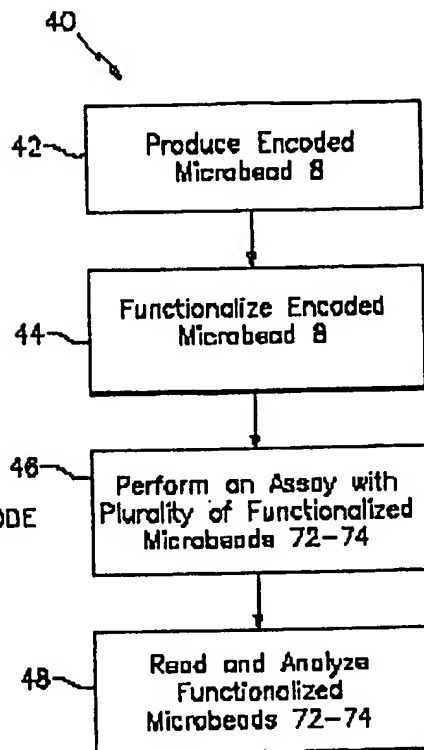 40
42
Produce Encoded
Microbead 8
44
Functionalize Encoded
Microbead 8
46
ODE
Perform an Assay with
Plurality of Functionalized
Microbeads 72-74
48
Read and Analyze
Functionalized
Microbeads 72-74